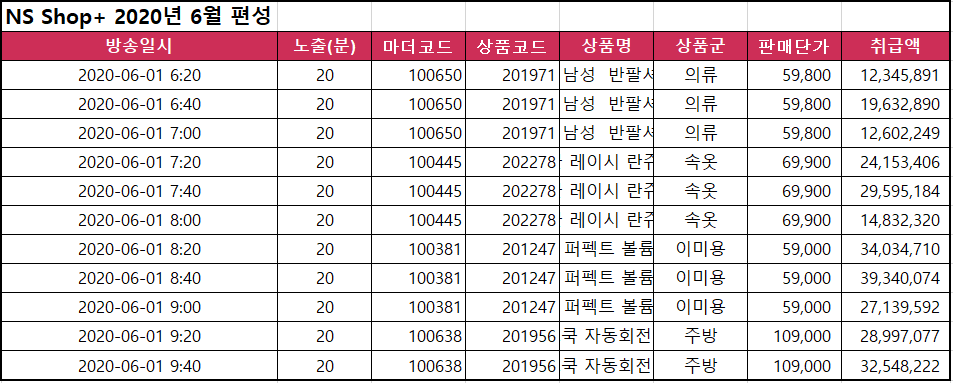 NS Shop+ 2020년 6월 편성
방송일시 노출(분) 마더코드 상품코드 상품명 상품군 판매단가 취급액
2020-06-01 6:20 20 100650 201971 남성 반팔 의류 59,800 12,345,891
2020-06-01 6:40 20 100650 201971 남성 반팔 의류 59,800 19,632,890
2020-06-01 7:00 20 100650 201971 남성 반팔 의류 59,800 12,602,249
2020-06-01 7:20 20 100445 202278 레이시 란쥬 속옷 69,900 24,153,406
2020-06-01 7:40 20 100445 202278 레이시 란쥬 속옷 69,900 29,595,184
2020-06-01 8:00 20 100445 202278 레이시 란쥬 속옷 69,900 14,832,320
2020-06-01 8:20 20 100381 201247 퍼펙트 볼륨 이미용 59,000 34,034,710
2020-06-01 8:40 20 100381 201247 퍼펙트 볼륨 이미용 59,000 39,340,074
2020-06-01 9:00 20 100381 201247 퍼펙트 볼륨 이미용 59,000 27,139,592
2020-06-01 9:20 20 100638 201956 쿡 자동회전 주방 109,000 28,997,077
2020-06-01 9:40 20 100638 201956 쿡 자동회전 주방 109,000 32,548,222